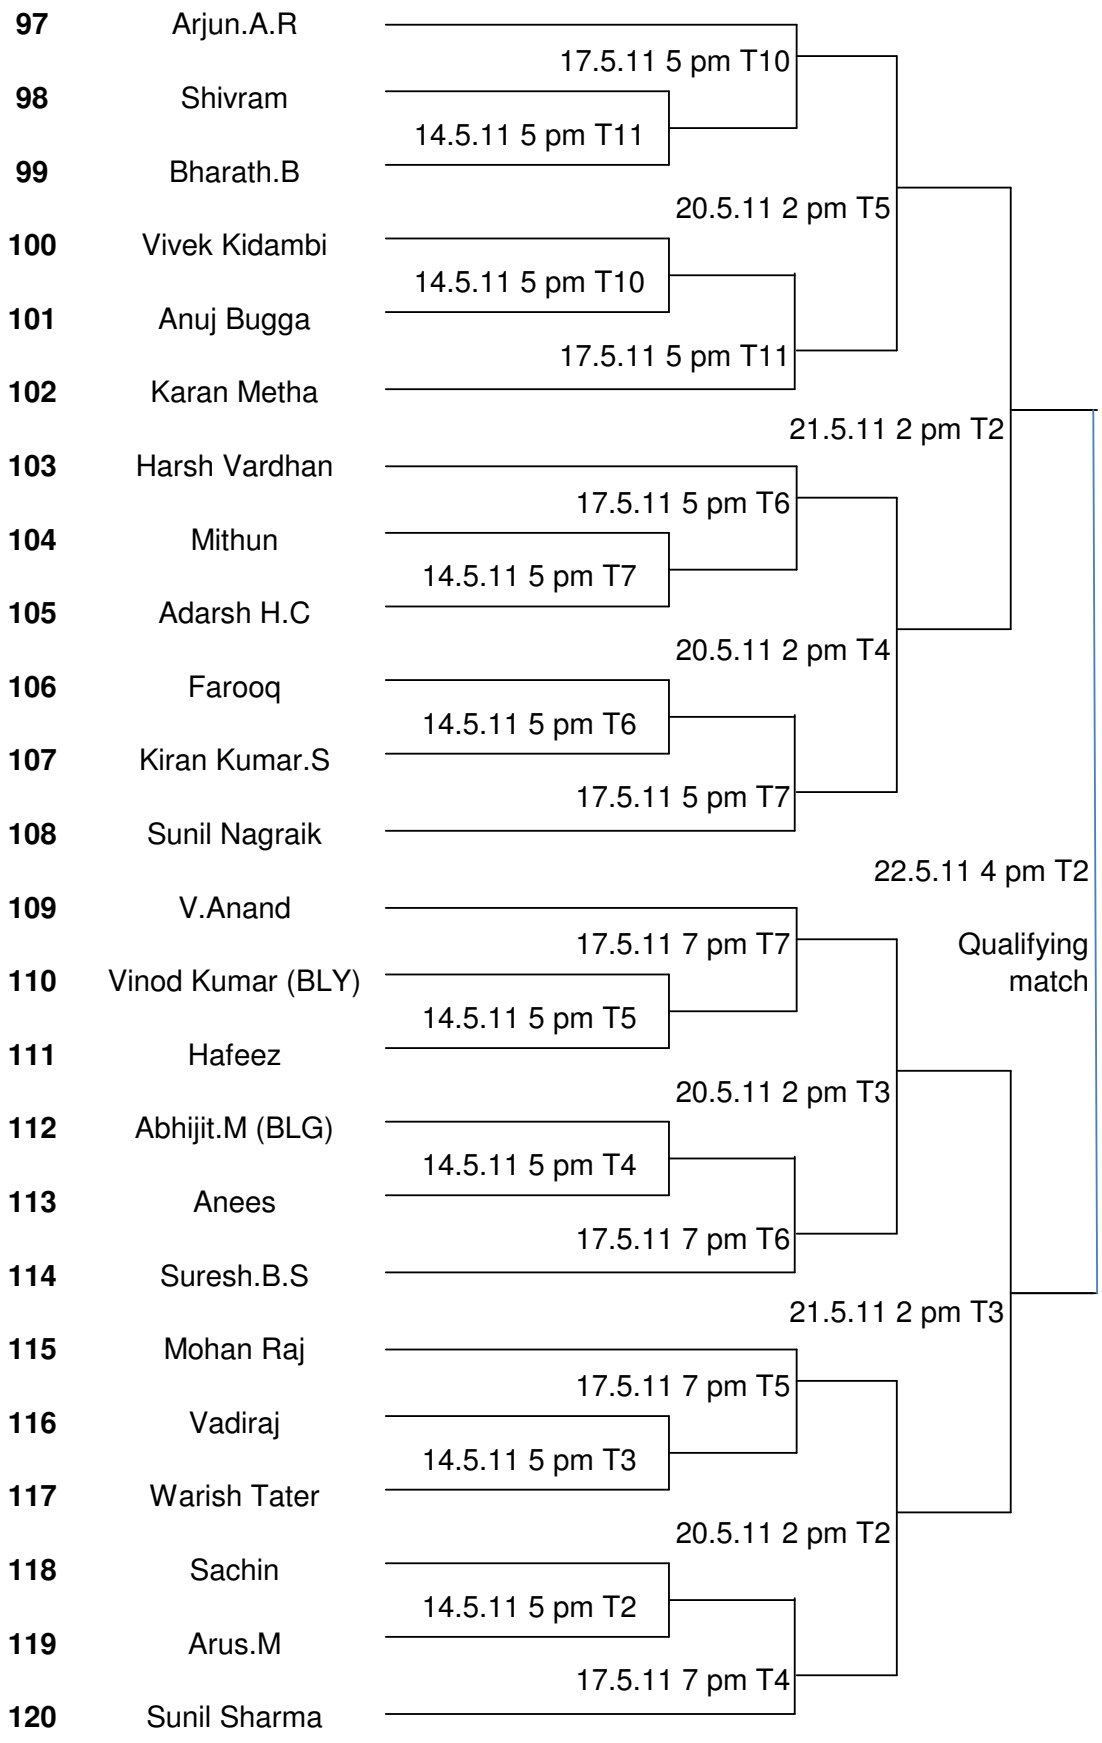 97 Arjun.A.R
17.5.11 5 pm T10
98 Shivram
14.5.11 5 pm T11
99 Bharath.B
20.5.11 2 pm T5
100 Vivek Kidambi
14.5.11 5 pm T10
101 Anuj Bugga
17.5.11 5 pm T11
102 Karan Metha
21.5.11 2 pm T2
103 Harsh Vardhan
17.5.11 5 pm T6
104 Mithun
14.5.11 5 pm T7
105 Adarsh H.C
20.5.11 2 pm T4
106 Farooq
14.5.11 5 pm T6
107 Kiran Kumar.S
17.5.11 5 pm T7
108 Sunil Nagraik
22.5.11 4 pm T2
109 V.Anand
17.5.11 7 pm T7
Qualifying
110 Vinod Kumar (BLY)
match
14.5.11 5 pm T5
111 Hafeez
20.5.11 2 pm T3
112 Abhijit.M (BLG)
14.5.11 5 pm T4
113 Anees
17.5.11 7 pm T6
114 Suresh.B.S
21.5.11 2 pm T3
115 Mohan Raj
17.5.11 7 pm T5
116 Vadiraj
14.5.11 5 pm T3
117 Warish Tater
20.5.11 2 pm T2
118 Sachin
14.5.11 5 pm T2
119 Arus.M
17.5.11 7 pm T4
120 Sunil Sharma